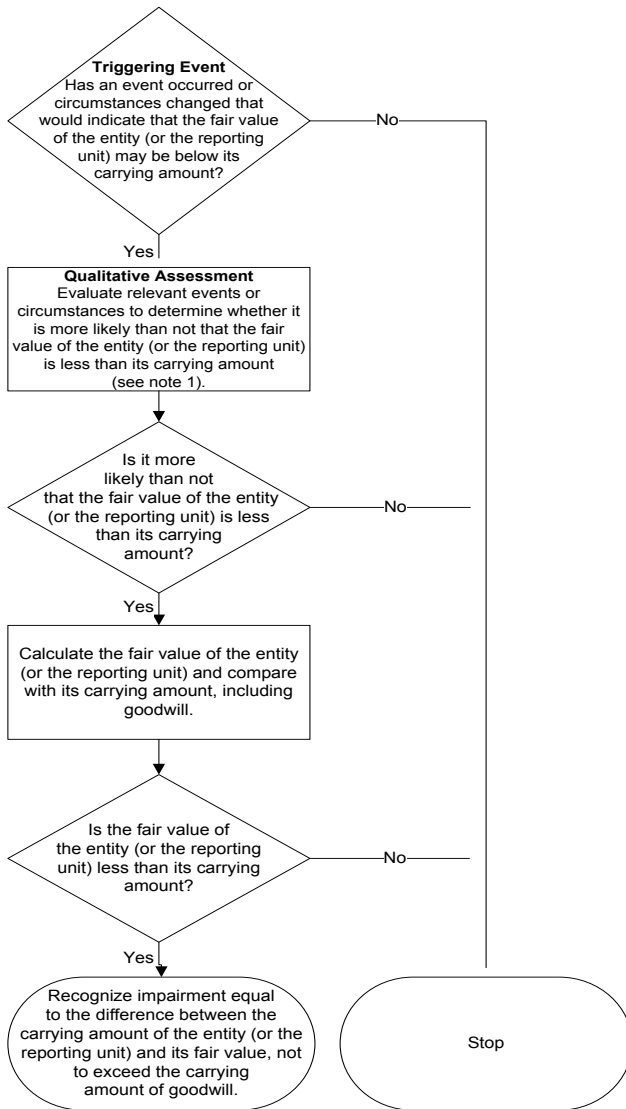 Triggering Event
Has an event occurred or
circumstances changed that
would indicate that the fair value
of the entity (or the reporting
unit) may be below its
carrying amount?
No
Yes
Qualitative Assessment
Evaluate relevant events or
circumstances to determine whether it
is more likely than not that the fair
value of the entity (or the reporting unit)
is less than its carrying amount
(see note 1).
Is it more
likely than not
that the fair value of the entity
(or the reporting unit) is less
than its carrying
amount?
No
Yes
Calculate the fair value of the entity
(or the reporting unit) and compare
with its carrying amount, including
goodwill.
Is the fair value of
the entity (or the reporting
unit) less than its carrying
amount?
No
Yes
Recognize impairment equal
to the difference between the
carrying amount of the entity (or the
reporting unit) and its fair value, not
to exceed the carrying
amount of goodwill.
Stop